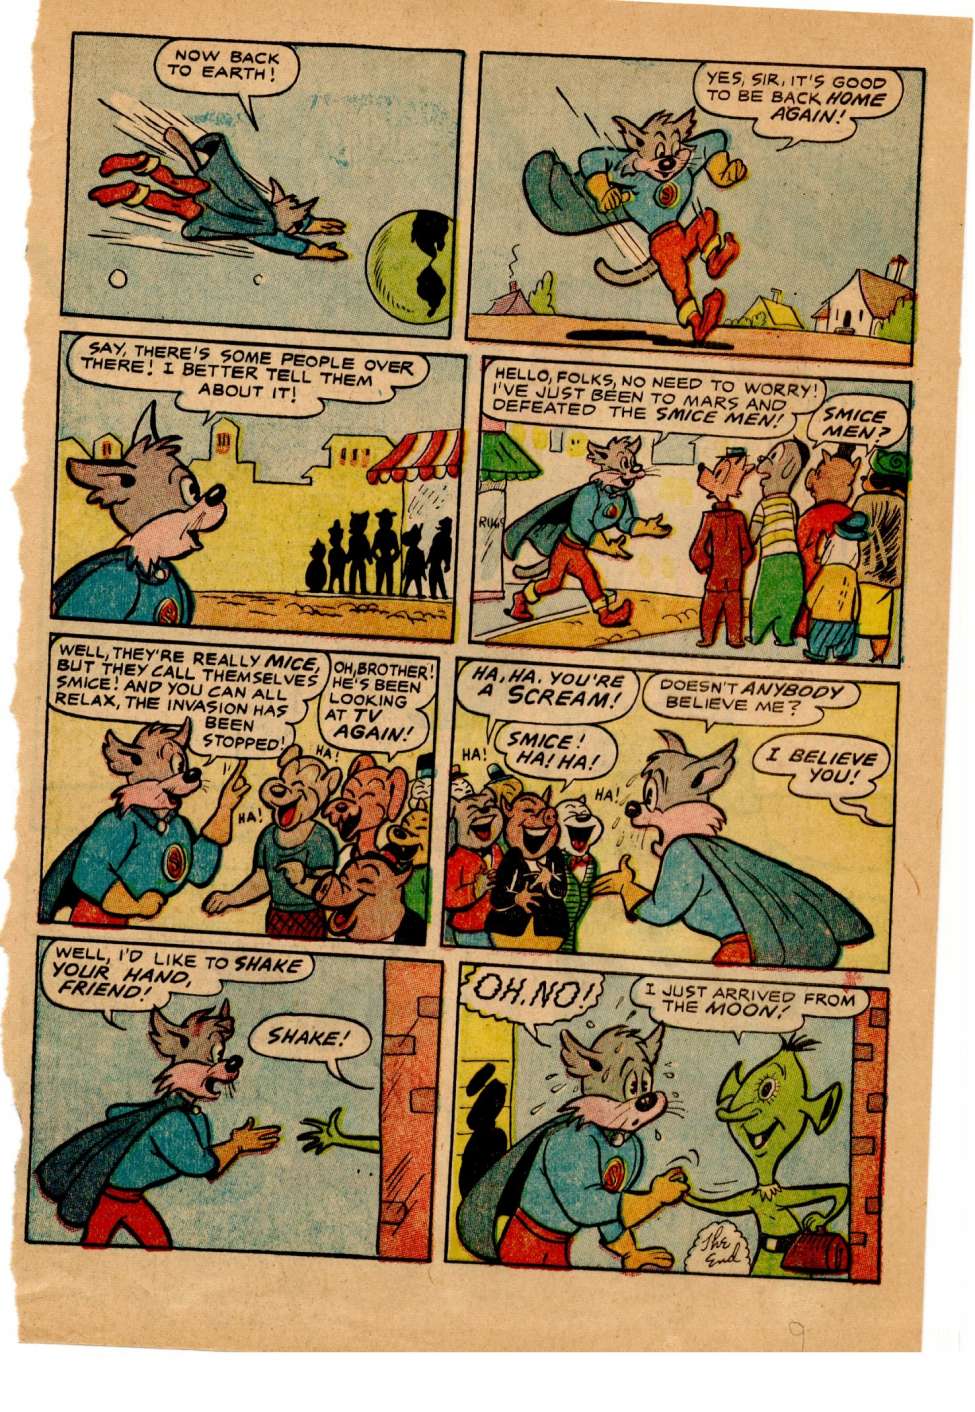 NOW BACK
TO EARTH!
YES, SIR, IT'S GOOD
TO BE BACK HOME
AGAIN!
S
SAY, THERE'S SOME PEOPLE OVER
THERE! I BETTER TELL THEM
ABOUT IT!
HELLO, FOLKS, NO NEED TO WORRY!
I'VE JUST BEEN TO MARS AND
DEFEATED THE SMICE MEN!
SMICE
MEN?
WELL, THEY'RE REALLY MICE,
BUT THEY CALL THEMSELVES
SMICE! AND YOU CAN ALL
RELAX, THE INVASION HAS
BEEN
STOPPED!
OH, BROTHER!
HE'S BEEN
LOOKING
AT TV
AGAIN!
HA!
HA!
S
HA, HA. YOU'RE
A SCREAM!
HA!
SMICE!
HA! HA!
HA!
DOESN'T ANYBODY
BELIEVE ME?
I BELIEVE
YOU!
WELL, I'D LIKE TO SHAKE
YOUR HAND,
FRIEND!
SHAKE!
OH, NO!
I JUST ARRIVED FROM
THE MOON!
S
The
End
9